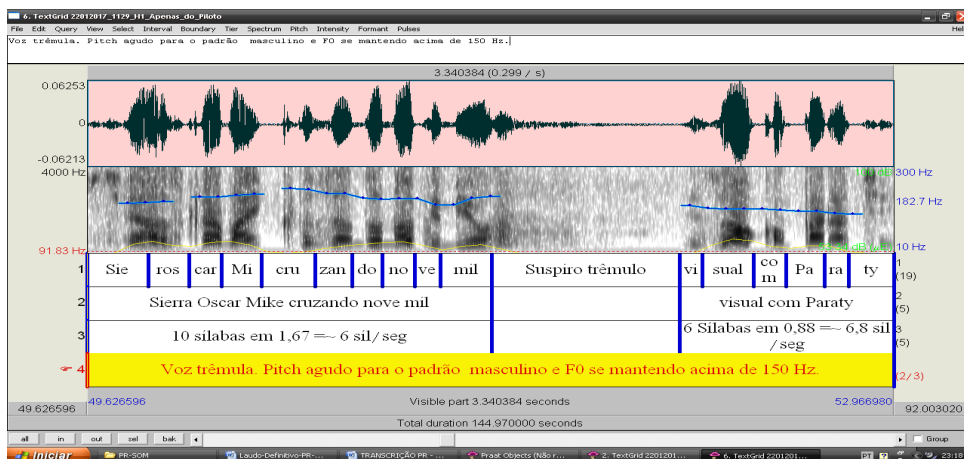 6. TextGrid 22012017_1129_H1_Apenas_do_Piloto
File Edit Query View Select Interval Boundary Tier Spectrum Pitch Intensity Formant Pulses Hel
Voz trêmula. Pitch agudo para o padrão masculino e F0 se mantendo acima de 150 Hz.
3.340384 (0.299 / s)
0.06253
0
-0.06213
4000 Hz 300 Hz
182.7 Hz
91.83 Hz 10 Hz
1 Sie ros car Mi cru zan do no ve mil Suspiro trêmulo vi sual co m Pa ra ty 1 (19)
2 Sierra Oscar Mike cruzando nove mil visual com Paraty 2 (5)
3 10 sílabas em 1,67 =~ 6 sil/seg 6 Sílabas em 0,88 =~ 6,8 sil /seg 3 (5)
4 Voz trêmula. Pitch agudo para o padrão masculino e F0 se mantendo acima de 150 Hz. (2/3)
49.626596 49.626596 Visible part 3.340384 seconds 52.966980 92.003020
Total duration 144.970000 seconds
all in out sel bak Group
Iniciar PR-SOM Laudo-Definitivo-PR-... TRANSCRIÇÃO PR - ... Praat Objects (Não r... 2. TextGrid 2201201... 6. TextGrid 2201201... PT 23:18